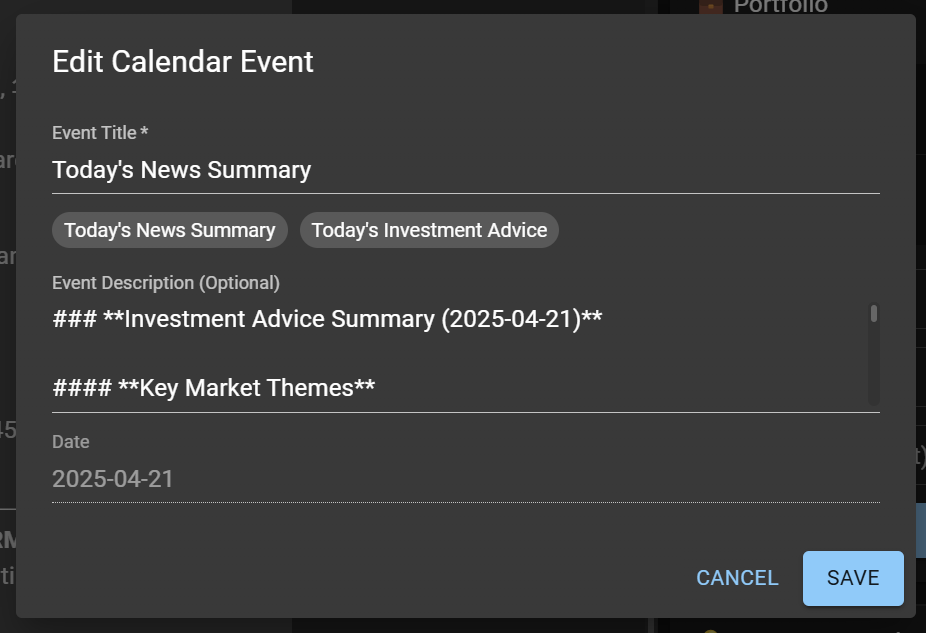 Portfolio
Edit Calendar Event
Event Title *
Today's News Summary
Today's News Summary Today's Investment Advice
Event Description (Optional)
### **Investment Advice Summary (2025-04-21)**
#### **Key Market Themes**
Date
2025-04-21
CANCEL SAVE